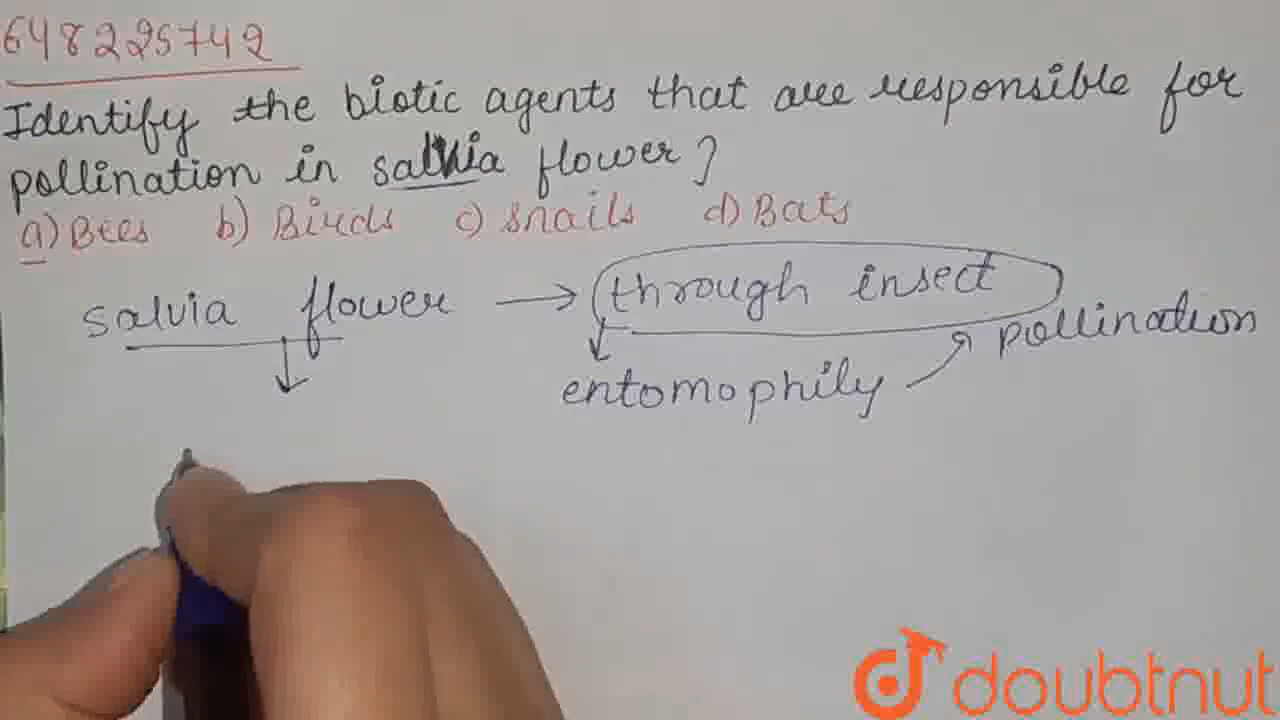 648225742
Identify the biotic agents that are responsible for
pollination in salvia flower?
a) Bees b) Birds c) Snails d) Bats
salvia flower → through insect
pollination
entomophily
doubtnut